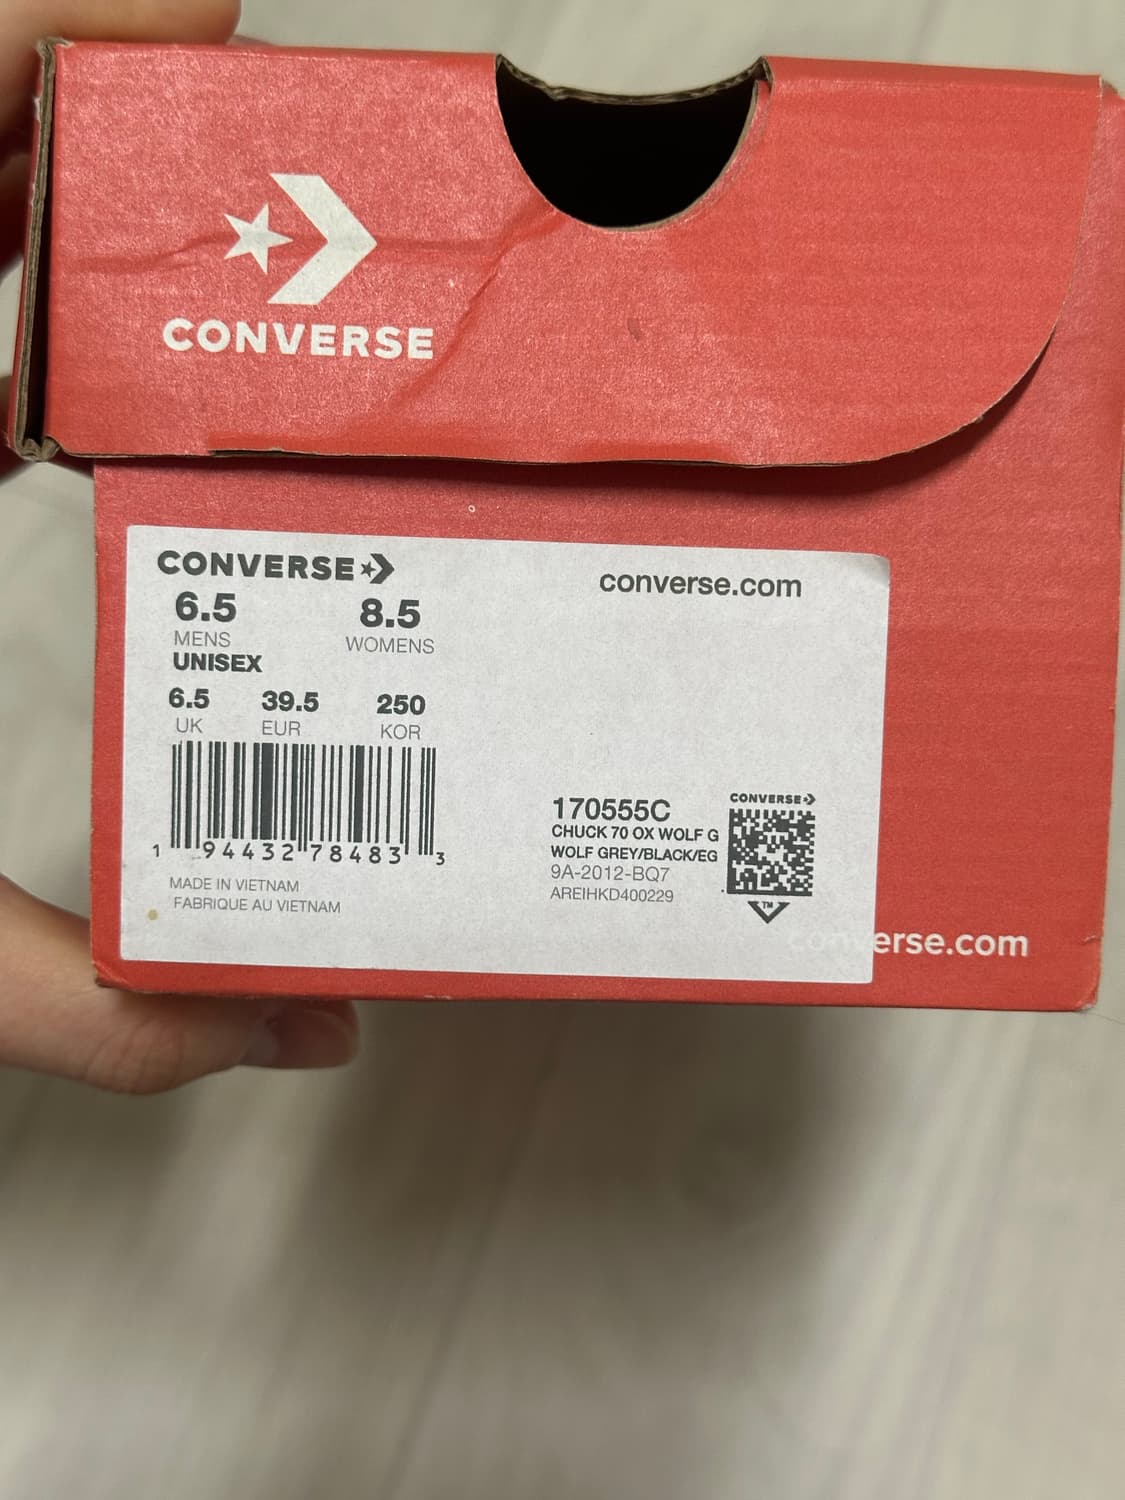 CONVERSE
CONVERSE
converse.com
6.5 8.5
MENS WOMENS
UNISEX
6.5 39.5 250
UK EUR KOR
1 94432 78483 3
MADE IN VIETNAM
FABRIQUE AU VIETNAM
170555C
CHUCK 70 OX WOLF G
WOLF GREY/BLACK/EG
9A-2012-BQ7
AREIHKD400229
CONVERSE
TM
converse.com